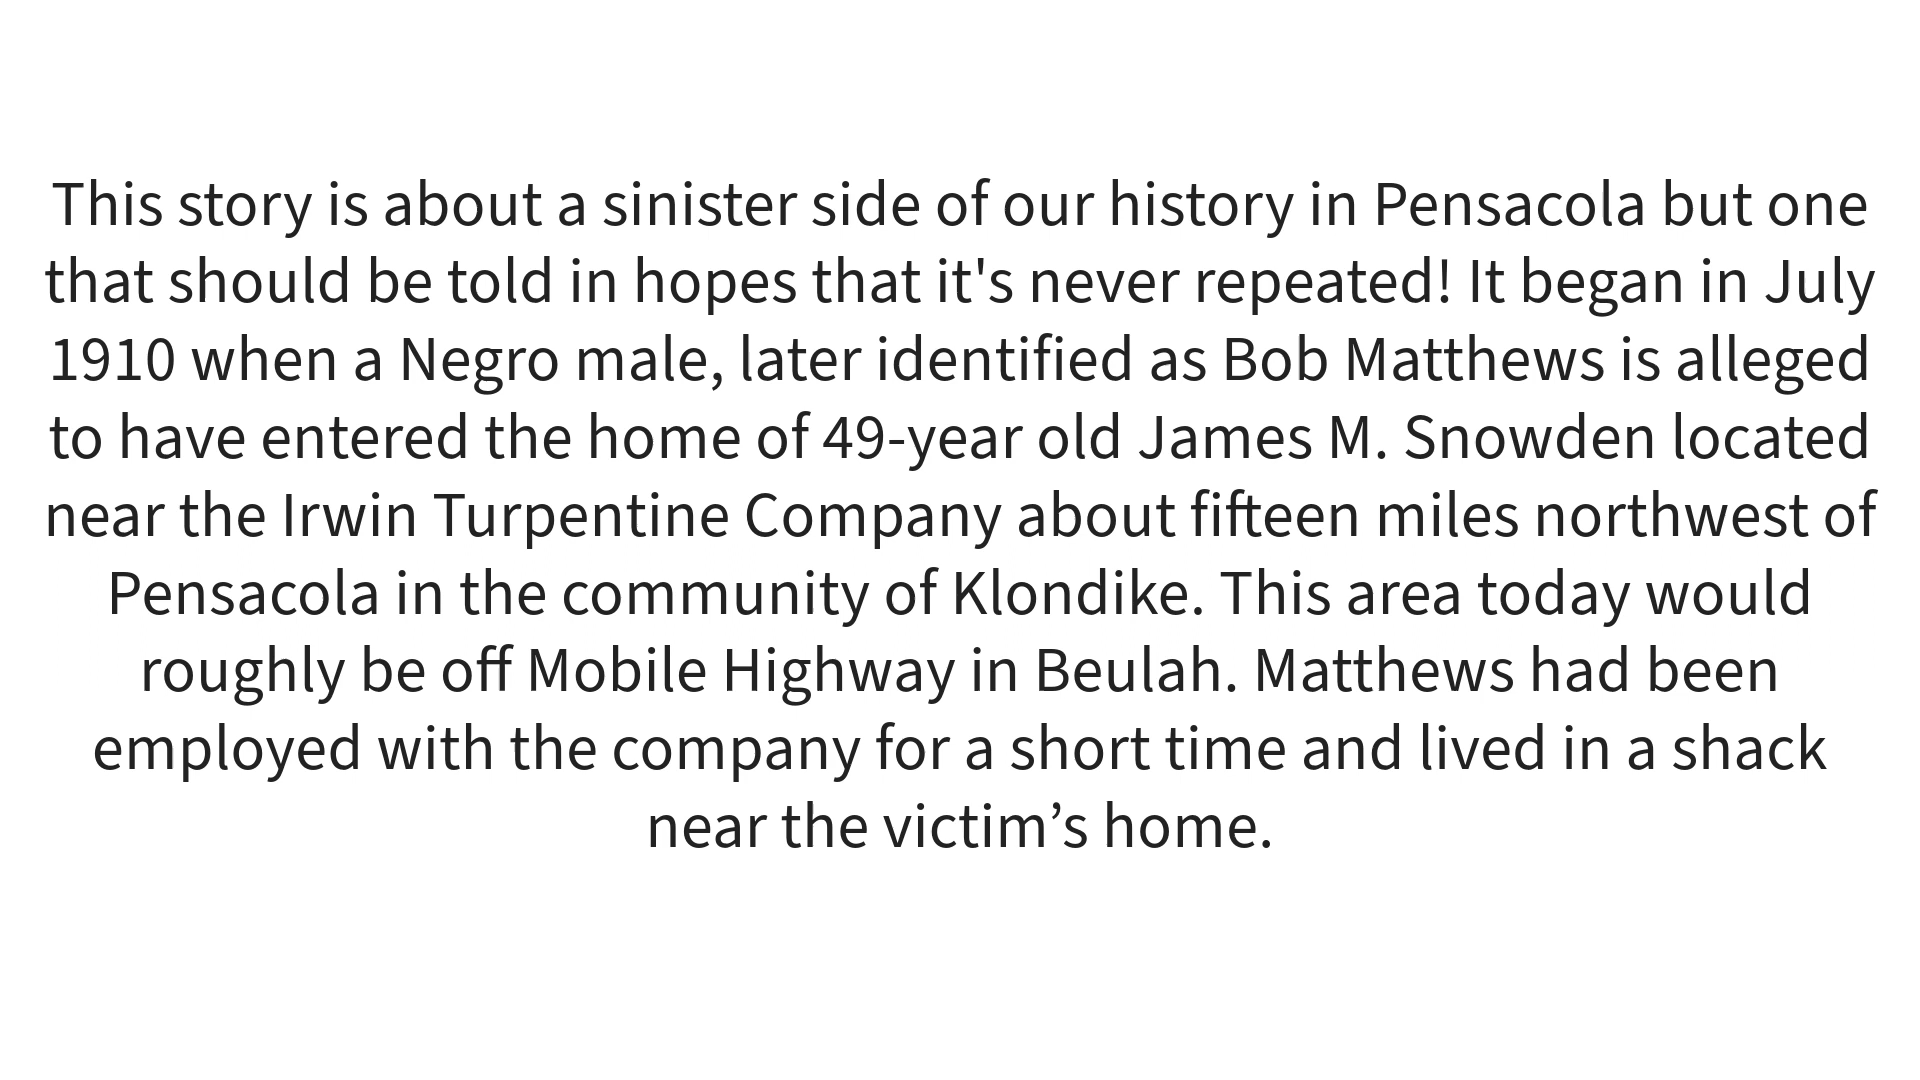 This story is about a sinister side of our history in Pensacola but one
that should be told in hopes that it's never repeated! It began in July
1910 when a Negro male, later identified as Bob Matthews is alleged
to have entered the home of 49-year old James M. Snowden located
near the Irwin Turpentine Company about fifteen miles northwest of
Pensacola in the community of Klondike. This area today would
roughly be off Mobile Highway in Beulah. Matthews had been
employed with the company for a short time and lived in a shack
near the victim’s home.